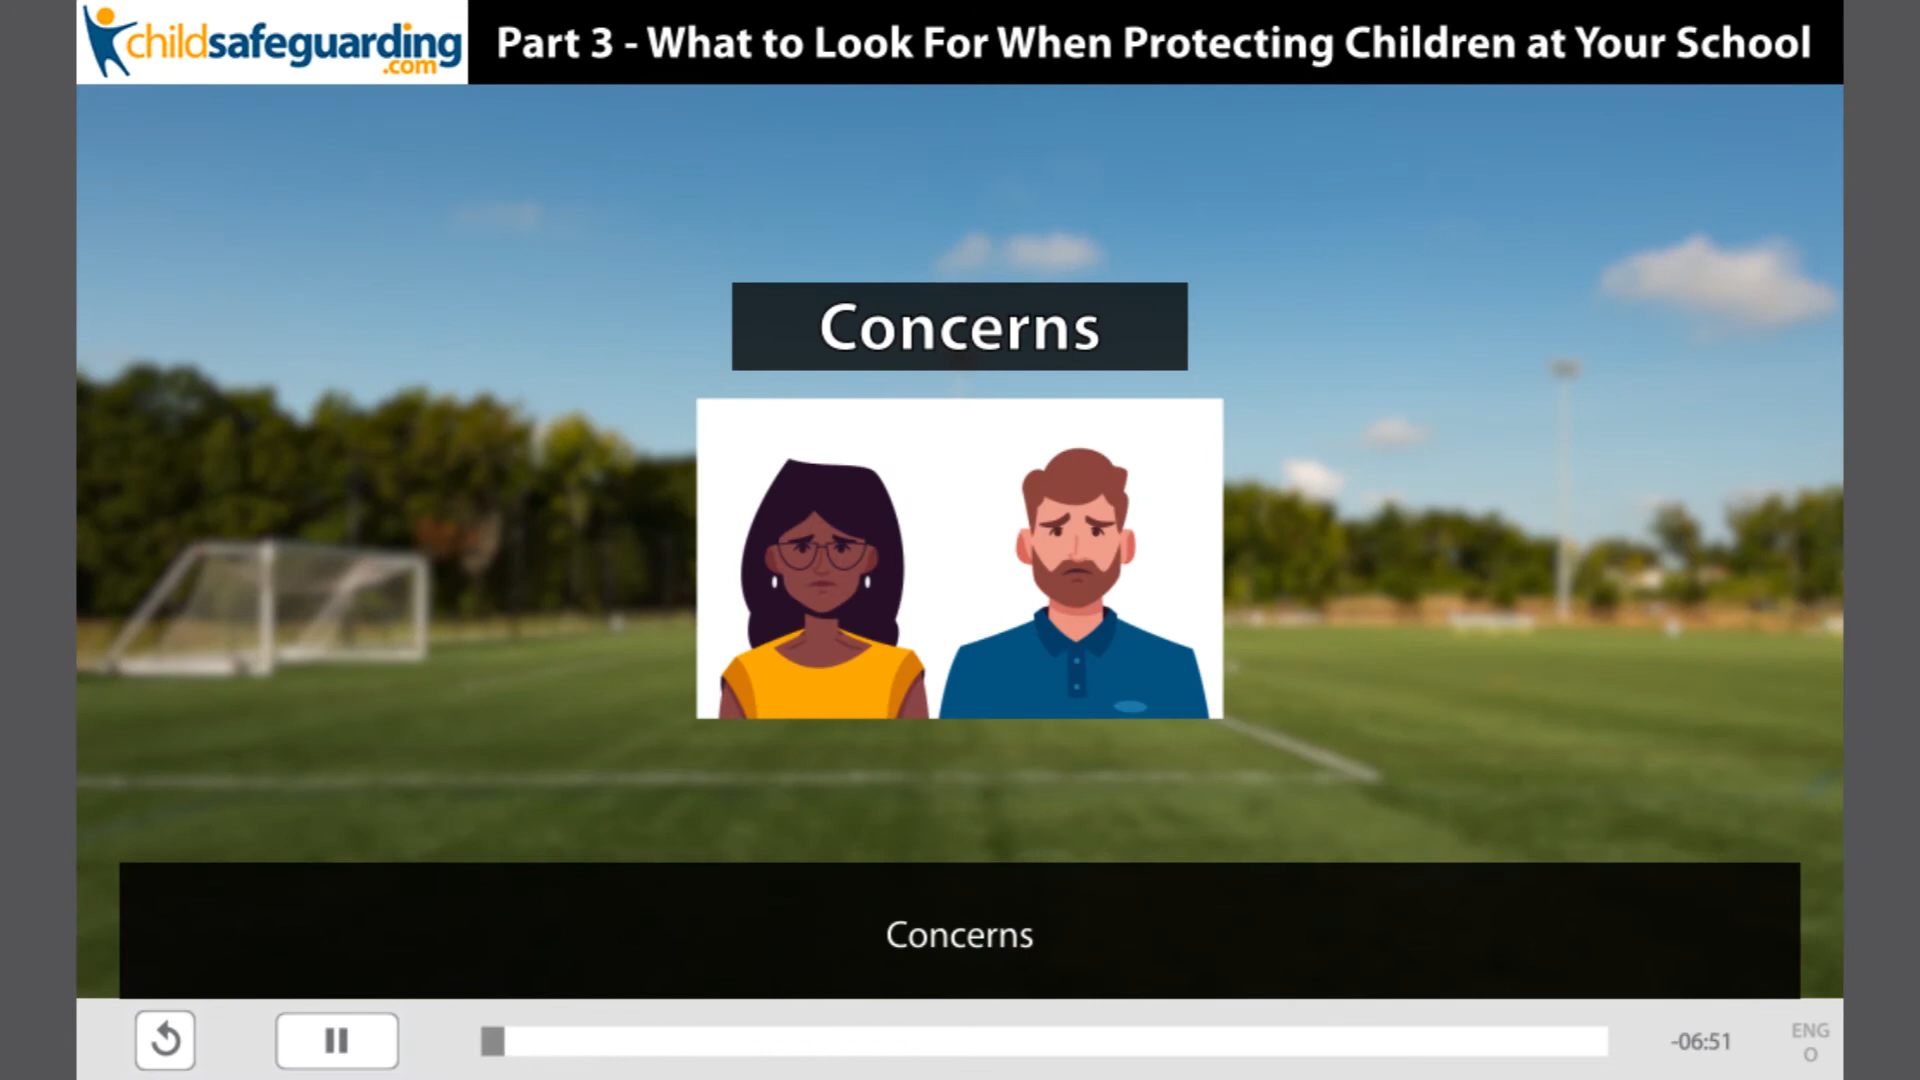 childsafeguarding
.com
Part 3 - What to Look For When Protecting Children at Your School
Concerns
Concerns
-06:51
ENG
O